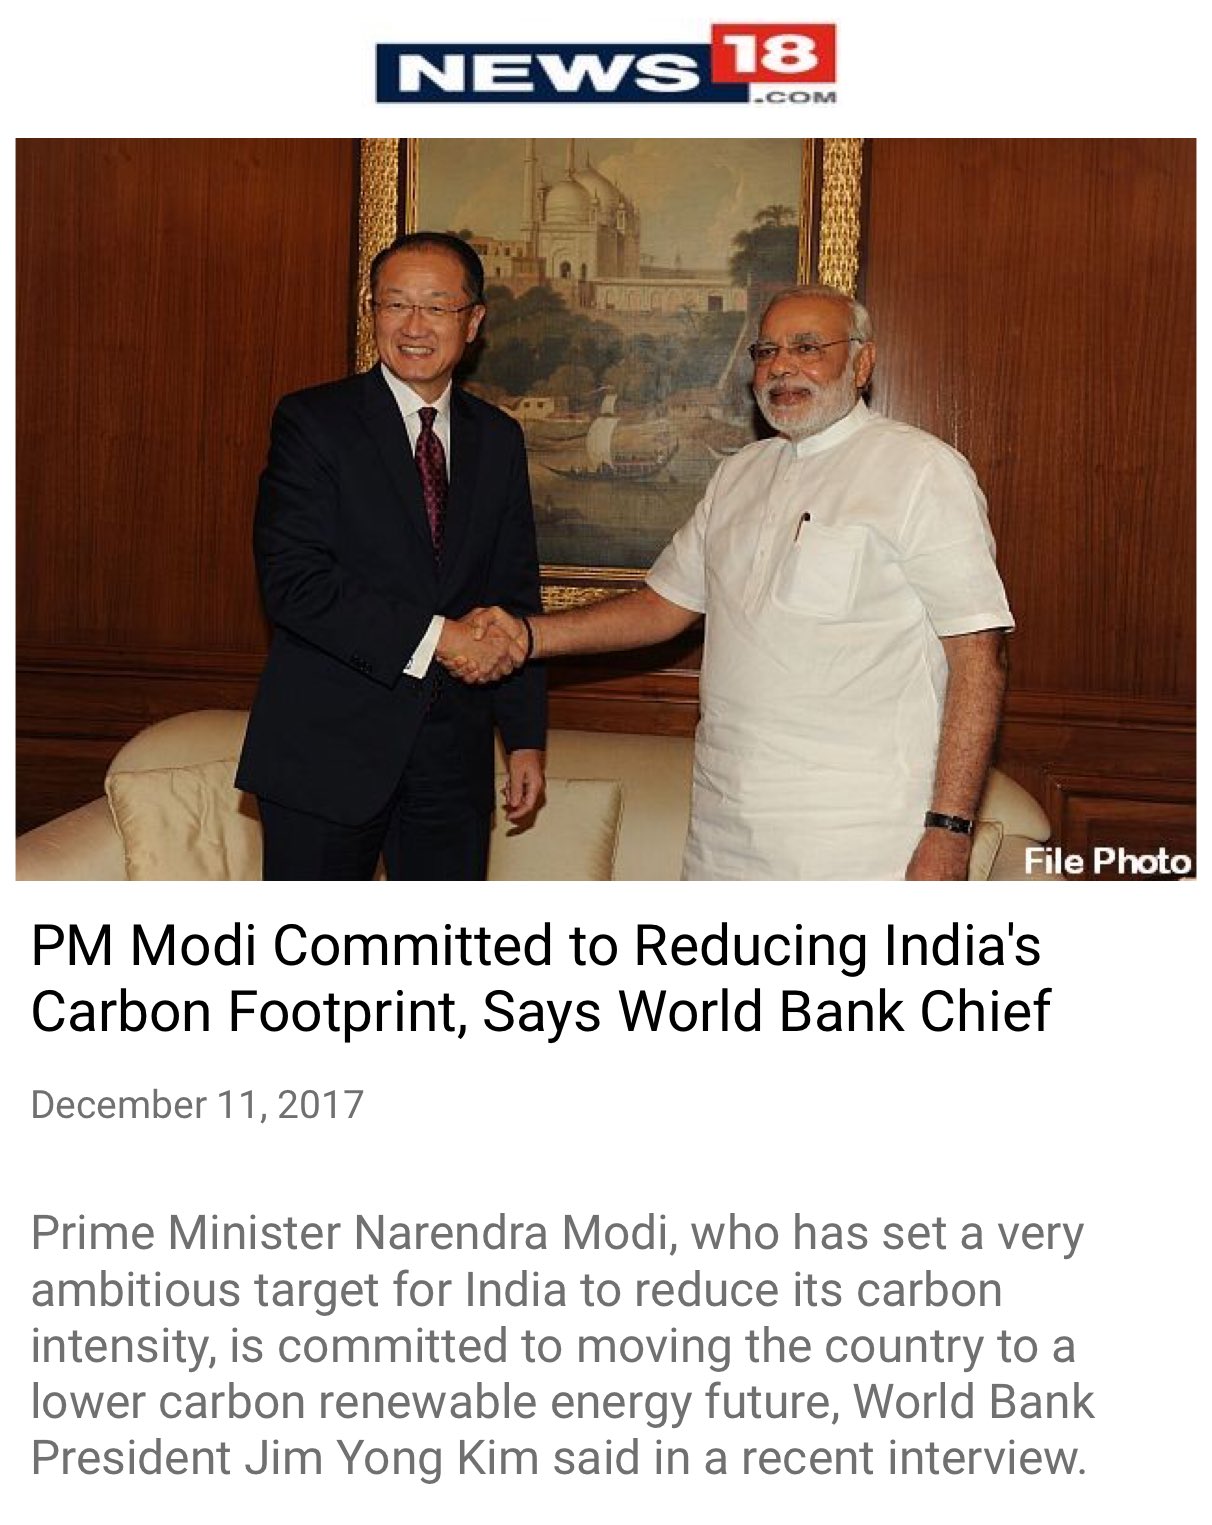 NEWS 18
.COM
File Photo
PM Modi Committed to Reducing India's
Carbon Footprint, Says World Bank Chief
December 11, 2017
Prime Minister Narendra Modi, who has set a very
ambitious target for India to reduce its carbon
intensity, is committed to moving the country to a
lower carbon renewable energy future, World Bank
President Jim Yong Kim said in a recent interview.